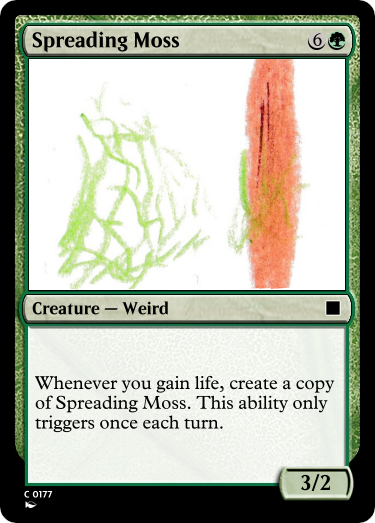 Spreading Moss 6
Creature — Weird
Whenever you gain life, create a copy
of Spreading Moss. This ability only
triggers once each turn.
3/2
C 0177